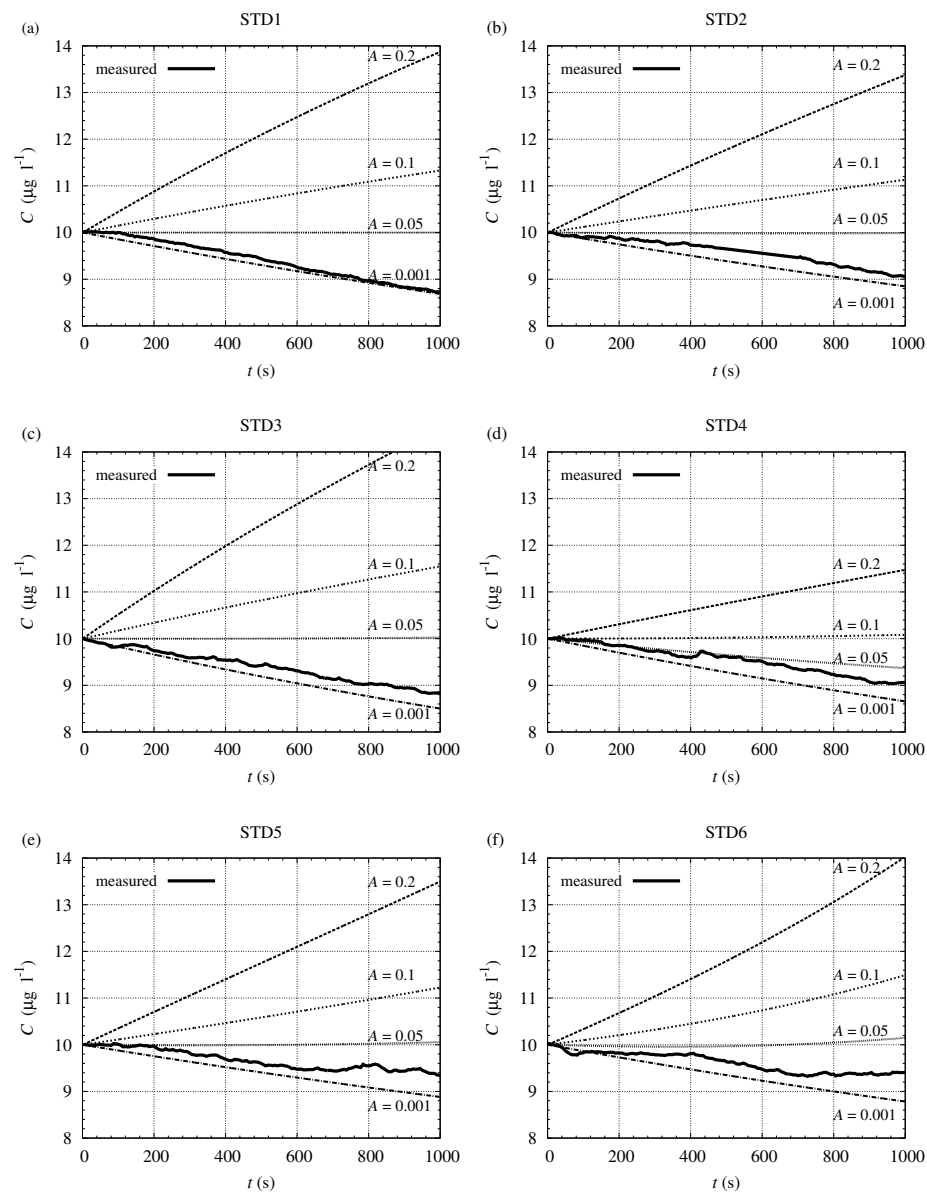 (a) STD1
14
13
12
11
10
9
8
C (µg l⁻¹)
measured
A = 0.2
A = 0.1
A = 0.05
A = 0.001
0 200 400 600 800 1000
t (s)
(b) STD2
14
13
12
11
10
9
8
C (µg l⁻¹)
measured
A = 0.2
A = 0.1
A = 0.05
A = 0.001
0 200 400 600 800 1000
t (s)
(c) STD3
14
13
12
11
10
9
8
C (µg l⁻¹)
measured
A = 0.2
A = 0.1
A = 0.05
A = 0.001
0 200 400 600 800 1000
t (s)
(d) STD4
14
13
12
11
10
9
8
C (µg l⁻¹)
measured
A = 0.2
A = 0.1
A = 0.05
A = 0.001
0 200 400 600 800 1000
t (s)
(e) STD5
14
13
12
11
10
9
8
C (µg l⁻¹)
measured
A = 0.2
A = 0.1
A = 0.05
A = 0.001
0 200 400 600 800 1000
t (s)
(f) STD6
14
13
12
11
10
9
8
C (µg l⁻¹)
measured
A = 0.2
A = 0.1
A = 0.05
A = 0.001
0 200 400 600 800 1000
t (s)